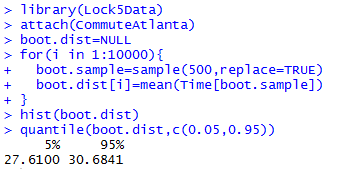 > library(Lock5Data)
> attach(CommuteAtlanta)
> boot.dist=NULL
> for(i in 1:10000){
+   boot.sample=sample(500,replace=TRUE)
+   boot.dist[i]=mean(Time[boot.sample])
+ }
> hist(boot.dist)
> quantile(boot.dist,c(0.05,0.95))
     5%     95%
27.6100 30.6841